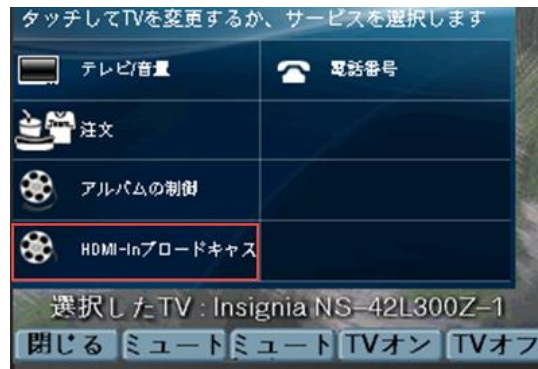 タッチしてTVを変更するか、サービスを選択します
テレビ/音量
電話番号
注文
アルバムの制御
HDMI-Inブロードキャス
選択したTV : Insignia NS-42L300Z-1
閉じる ミュート ミュート TVオン TVオフ